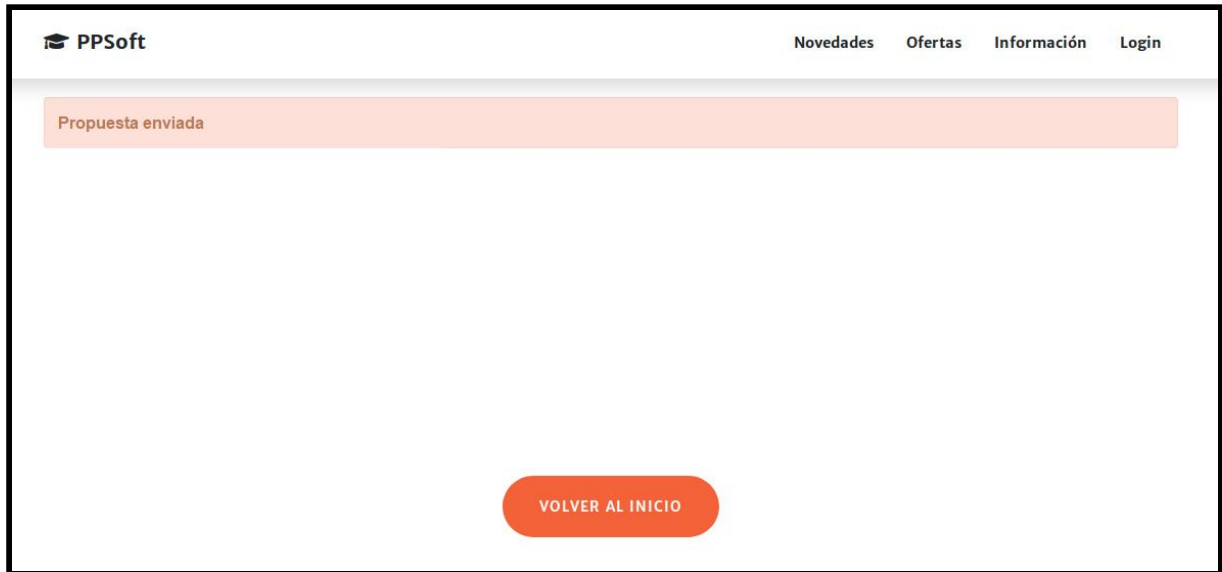 PPSoft
Novedades Ofertas Información Login
Propuesta enviada
VOLVER AL INICIO